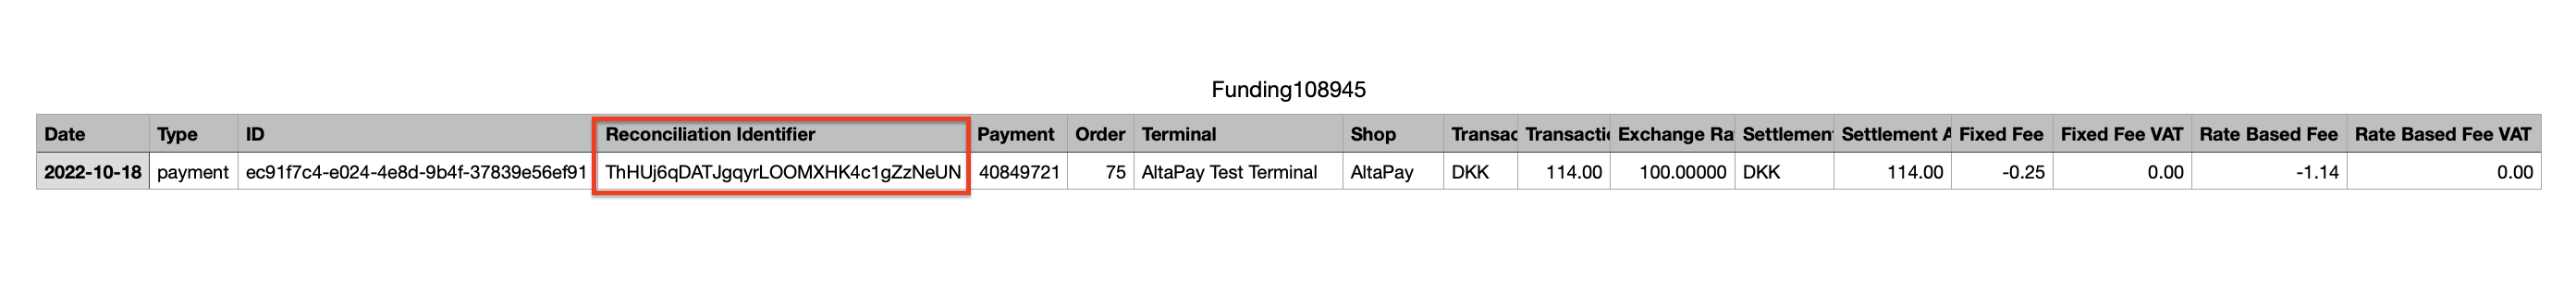 Funding108945
Date Type ID Reconciliation Identifier Payment Order Terminal Shop Transac Transactic Exchange Ra Settlement Settlement A Fixed Fee Fixed Fee VAT Rate Based Fee Rate Based Fee VAT
2022-10-18 payment ec91f7c4-e024-4e8d-9b4f-37839e56ef91 ThHUj6qDATJgqyrLOOMXHK4c1gZzNeUN 40849721 75 AltaPay Test Terminal AltaPay DKK 114.00 100.00000 DKK 114.00 -0.25 0.00 -1.14 0.00